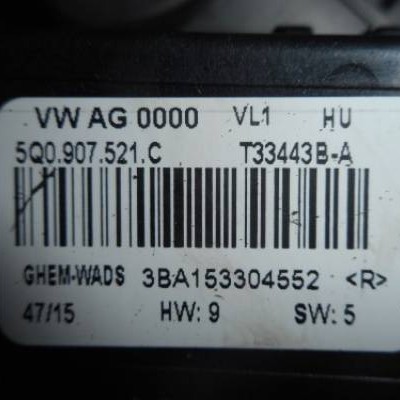 VW AG 0000 VL1 HU
5Q0.907.521.C T33443B-A
GHEM-WADS 3BA153304552 <R>
47/15 HW: 9 SW: 5